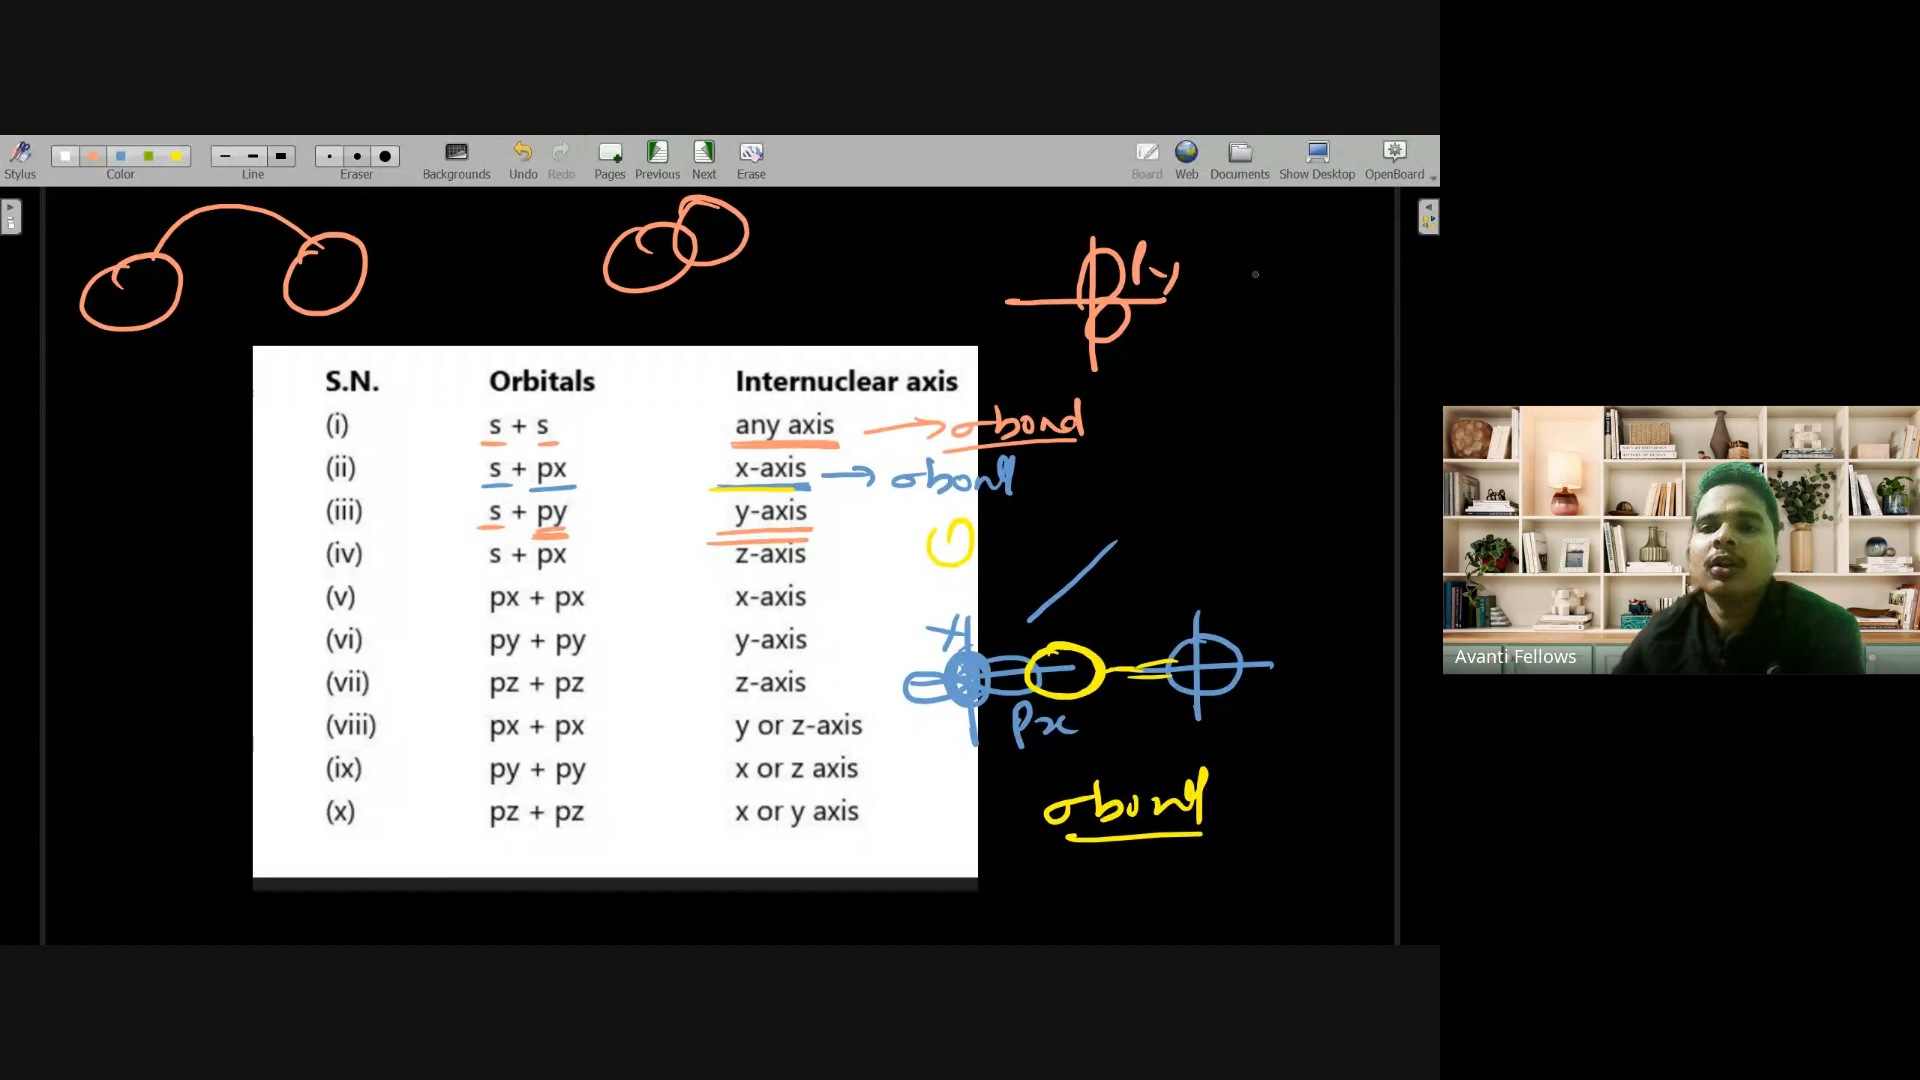 Stylus Color Line Eraser Backgrounds Undo Redo Pages Previous Next Erase Board Web Documents Show Desktop OpenBoard
Py
S.N. Orbitals Internuclear axis
(i) s + s any axis → σ bond
(ii) s + px x-axis → σ bond
(iii) s + py y-axis
(iv) s + px z-axis
(v) px + px x-axis
(vi) py + py y-axis
(vii) pz + pz z-axis
(viii) px + px y or z-axis
(ix) py + py x or z axis
(x) pz + pz x or y axis
Px
σ bond
Avanti Fellows